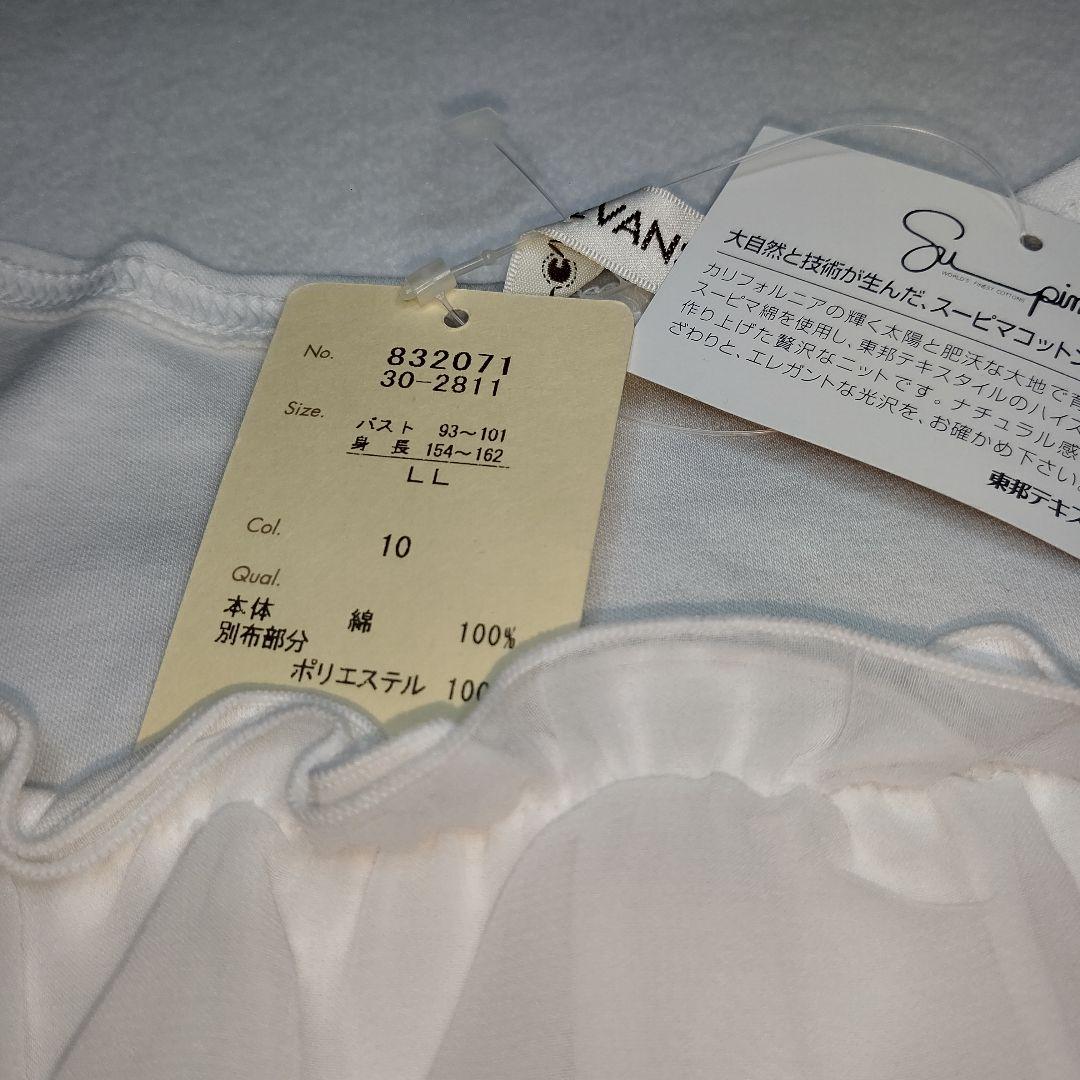 No. 832071
30-2811
Size.
バスト 93～101
身長 154～162
LL
Col. 10
Qual.
本体 綿 100%
別布部分
ポリエステル 100
VAN
Su pim
WORLD'S FINEST COTTONS
大自然と技術が生んだ、スーピマコットン
カリフォルニアの輝く太陽と肥沃な大地で育
スーピマ綿を使用し、東邦テキスタイルのハイス
作り上げた贅沢なニットです。ナチュラル感
ざわりと、エレガントな光沢を、お確かめ下さい。
東邦テキス